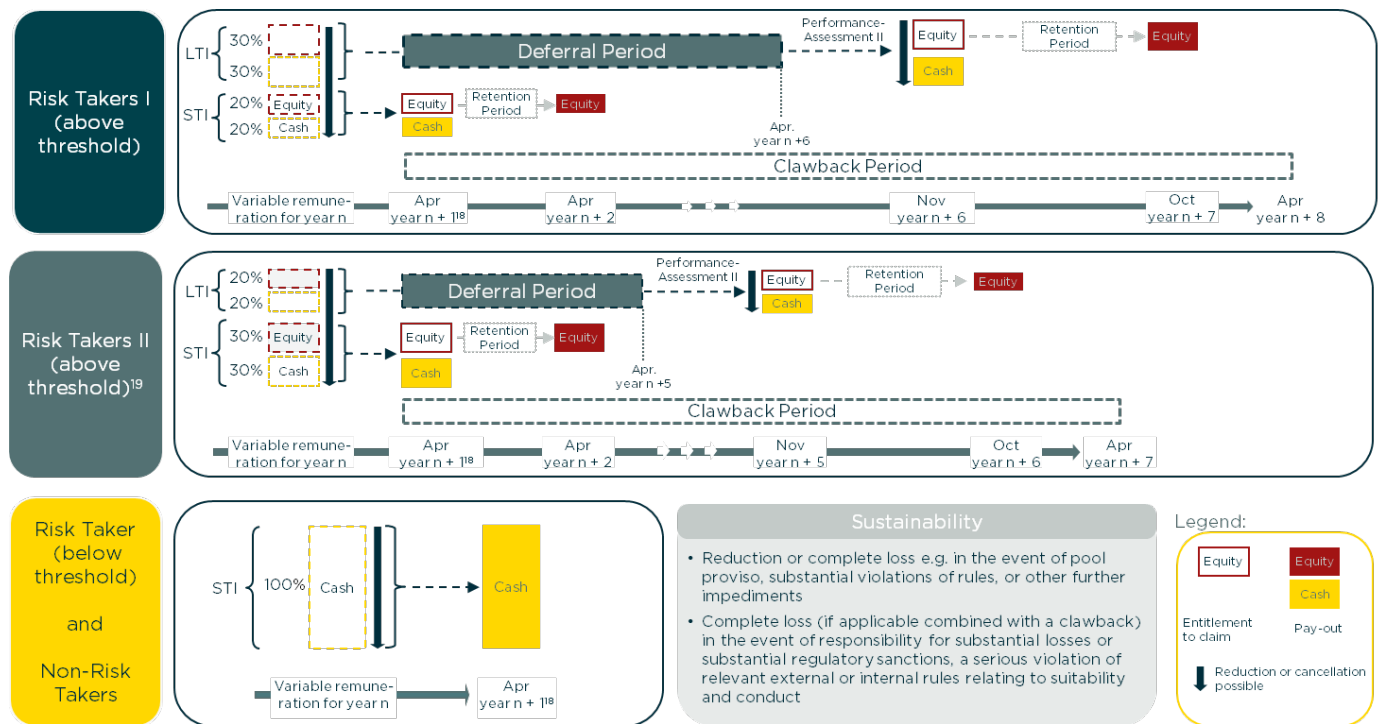 Risk Takers I
(above
threshold)
LTI
30%
30%
STI
20%
20%
Equity
Cash
Deferral Period
Performance-
Assessment II
Equity
Cash
Retention
Period
Equity
Equity
Cash
Retention
Period
Equity
Apr.
year n +6
Clawback Period
Variable remune-
ration for year n
Apr
year n + 1¹⁸
Apr
year n + 2
Nov
year n + 6
Oct
year n + 7
Apr
year n + 8
Risk Takers II
(above
threshold)¹⁹
LTI
20%
20%
STI
30%
30%
Equity
Cash
Deferral Period
Performance-
Assessment II
Equity
Cash
Retention
Period
Equity
Equity
Cash
Retention
Period
Equity
Apr.
year n +5
Clawback Period
Variable remune-
ration for year n
Apr
year n + 1¹⁸
Apr
year n + 2
Nov
year n + 5
Oct
year n + 6
Apr
year n + 7
Risk Taker
(below
threshold)
and
Non-Risk
Takers
STI
100%
Cash
Cash
Variable remune-
ration for year n
Apr
year n + 1¹⁸
Sustainability
• Reduction or complete loss e.g. in the event of pool
proviso, substantial violations of rules, or other further
impediments
• Complete loss (if applicable combined with a clawback)
in the event of responsibility for substantial losses or
substantial regulatory sanctions, a serious violation of
relevant external or internal rules relating to suitability
and conduct
Legend:
Equity
Equity
Cash
Entitlement
to claim
Pay-out
Reduction or cancellation
possible